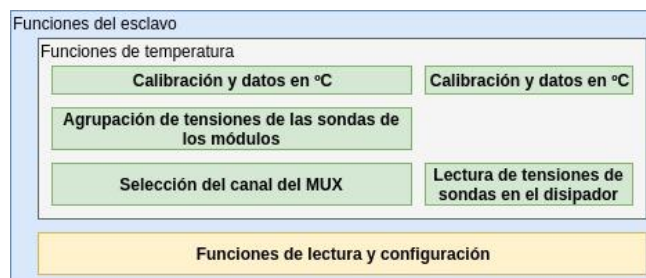 Funciones del esclavo
Funciones de temperatura
Calibración y datos en ºC
Calibración y datos en ºC
Agrupación de tensiones de las sondas de
los módulos
Selección del canal del MUX
Lectura de tensiones de
sondas en el disipador
Funciones de lectura y configuración